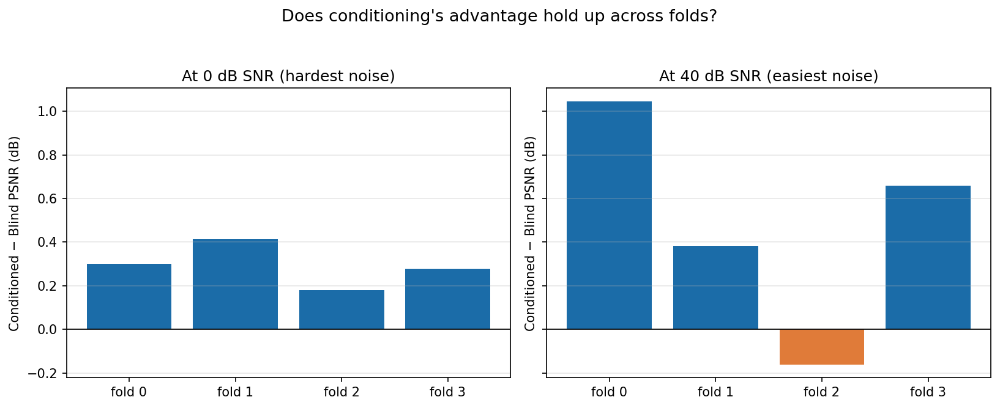 Does conditioning's advantage hold up across folds?
At 0 dB SNR (hardest noise)
Conditioned − Blind PSNR (dB)
1.0
0.8
0.6
0.4
0.2
0.0
−0.2
fold 0
fold 1
fold 2
fold 3
At 40 dB SNR (easiest noise)
Conditioned − Blind PSNR (dB)
fold 0
fold 1
fold 2
fold 3